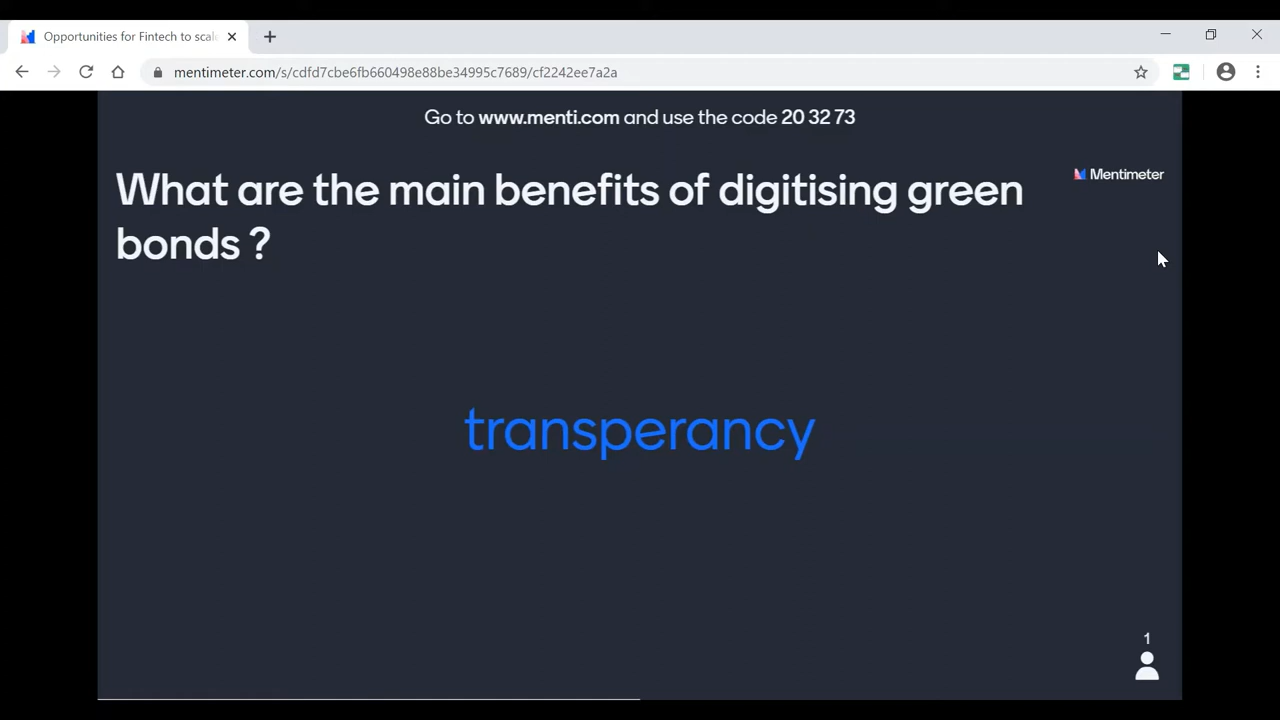 Opportunities for Fintech to scale
mentimeter.com/s/cdfd7cbe6fb660498e88be34995c7689/cf2242ee7a2a
Go to www.menti.com and use the code 20 32 73
What are the main benefits of digitising green
bonds ?
Mentimeter
transperancy
1